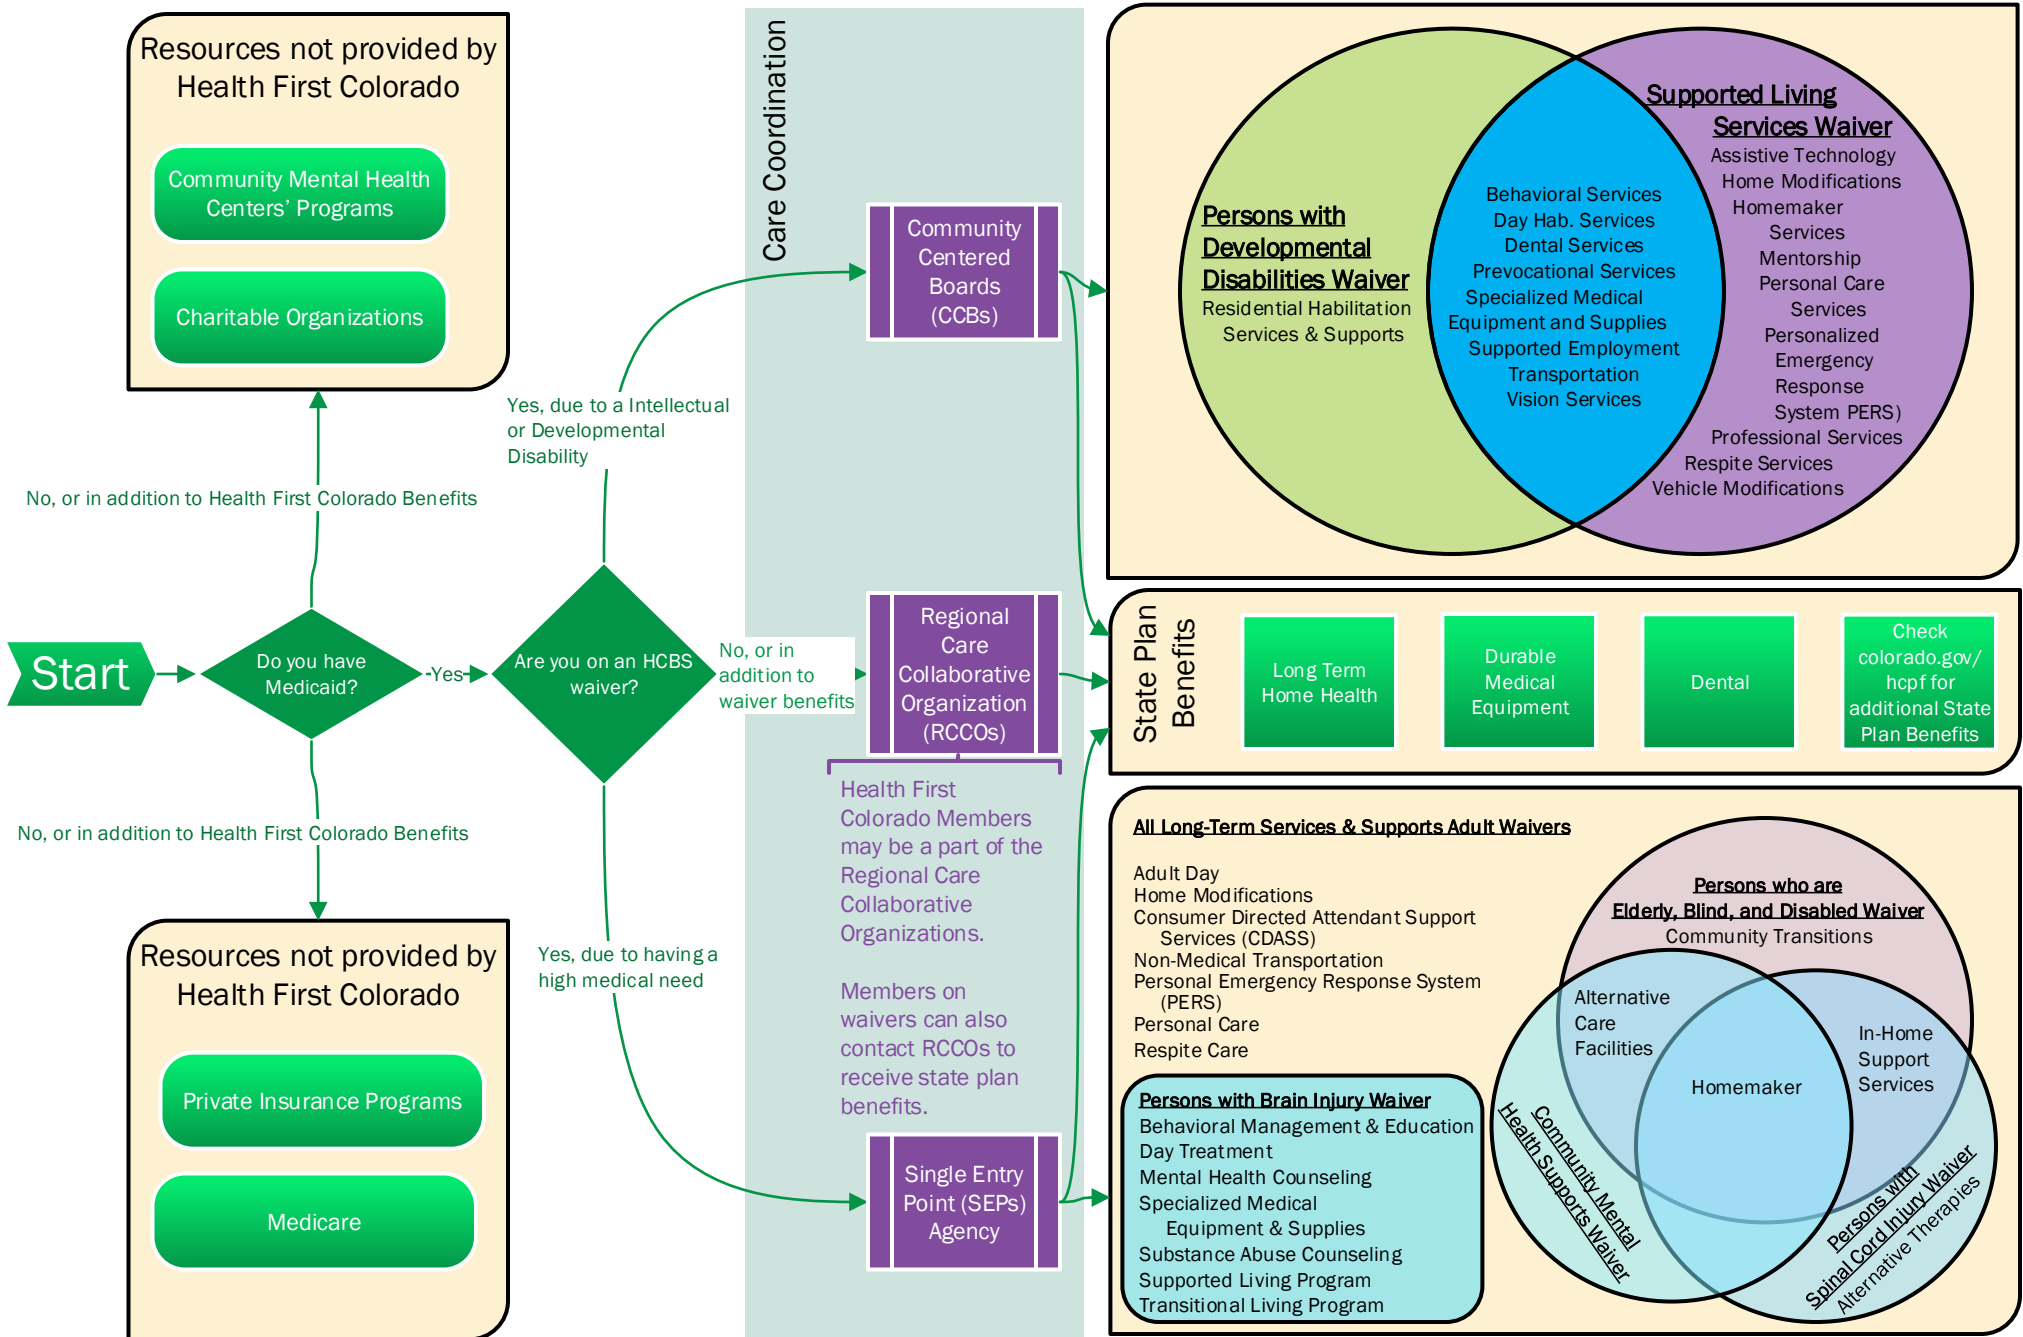 Resources not provided by
Health First Colorado
Community Mental Health
Centers' Programs
Charitable Organizations
No, or in addition to Health First Colorado Benefits
Start
Do you have
Medicaid?
Yes
No, or in addition to Health First Colorado Benefits
Resources not provided by
Health First Colorado
Private Insurance Programs
Medicare
Are you on an HCBS
waiver?
Yes, due to a Intellectual
or Developmental
Disability
No, or in
addition to
waiver benefits
Yes, due to having a
high medical need
Care Coordination
Community
Centered
Boards
(CCBs)
Regional
Care
Collaborative
Organization
(RCCOs)
Health First
Colorado Members
may be a part of the
Regional Care
Collaborative
Organizations.
Members on
waivers can also
contact RCCOs to
receive state plan
benefits.
Single Entry
Point (SEPs)
Agency
Persons with
Developmental
Disabilities Waiver
Residential Habilitation
Services & Supports
Behavioral Services
Day Hab. Services
Dental Services
Prevocational Services
Specialized Medical
Equipment and Supplies
Supported Employment
Transportation
Vision Services
Supported Living
Services Waiver
Assistive Technology
Home Modifications
Homemaker
Services
Mentorship
Personal Care
Services
Personalized
Emergency
Response
System PERS)
Professional Services
Respite Services
Vehicle Modifications
State Plan
Benefits
Long Term
Home Health
Durable
Medical
Equipment
Dental
Check
colorado.gov/
hcpf for
additional State
Plan Benefits
All Long-Term Services & Supports Adult Waivers
Adult Day
Home Modifications
Consumer Directed Attendant Support
Services (CDASS)
Non-Medical Transportation
Personal Emergency Response System
(PERS)
Personal Care
Respite Care
Persons with Brain Injury Waiver
Behavioral Management & Education
Day Treatment
Mental Health Counseling
Specialized Medical
Equipment & Supplies
Substance Abuse Counseling
Supported Living Program
Transitional Living Program
Persons who are
Elderly, Blind, and Disabled Waiver
Community Transitions
Alternative
Care
Facilities
In-Home
Support
Services
Homemaker
Community Mental
Health Supports Waiver
Persons with
Spinal Cord Injury Waiver
Alternative Therapies